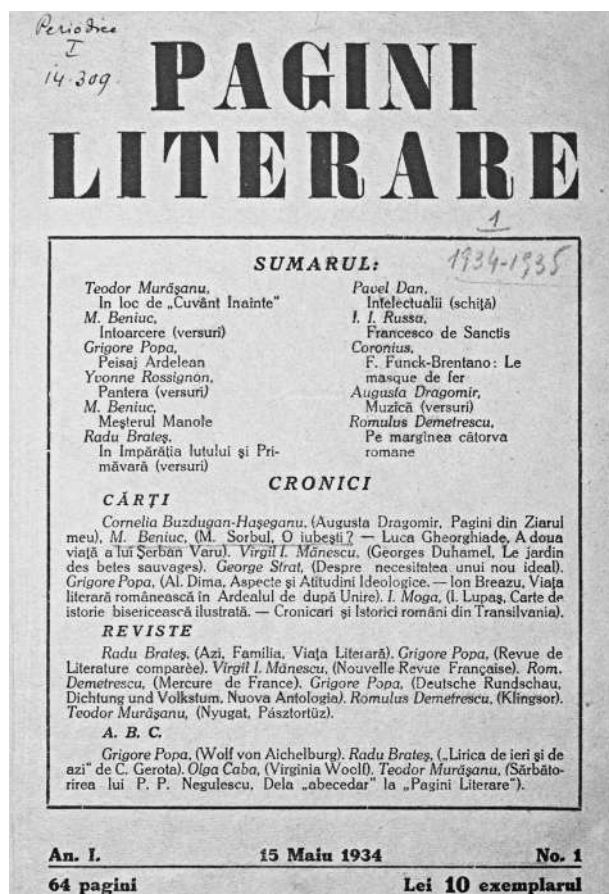 Periodice
I
14.309
PAGINI
LITERARE
1
1934-1935
SUMARUL:
Teodor Murăşanu,
In loc de „Cuvânt Inainte“
M. Beniuc,
Intoarcere (versuri)
Grigore Popa,
Peisaj Ardelean
Yvonne Rossignon,
Pantera (versuri)
M. Beniuc,
Meşterul Manole
Radu Brateş,
In Impărăţia lutului şi Pri-
măvară (versuri)
Pavel Dan,
Intelectualii (schiţă)
I. I. Russa,
Francesco de Sanctis
Coronius,
F. Funck-Brentano: Le
masque de fer
Augusta Dragomir,
Muzică (versuri)
Romulus Demetrescu,
Pe marginea câtorva
romane
CRONICI
CĂRŢI
Cornelia Buzdugan-Haşeganu, (Augusta Dragomir, Pagini din Ziarul
meu), M. Beniuc, (M. Sorbul, O iubeşti? — Luca Gheorghiade, A doua
viaţă a lui Şerban Varu). Virgil I. Mănescu, (Georges Duhamel, Le jardin
des betes sauvages). George Strat, (Despre necesitatea unui nou ideal).
Grigore Popa, (Al. Dima, Aspecte şi Atitudini Ideologice. — Ion Breazu, Viaţa
literară românească în Ardealul de după Unire). I. Moga, (I. Lupaş, Carte de
istorie bisericească ilustrată. — Cronicari şi Istorici români din Transilvania).
REVISTE
Radu Brateş, (Azi, Familia, Viaţa Literară). Grigore Popa, (Revue de
Literature comparèe). Virgil I. Mănescu, (Nouvelle Revue Française). Rom.
Demetrescu, (Mercure de France). Grigore Popa, (Deutsche Rundschau,
Dichtung und Volkstum, Nuova Antologia). Romulus Demetrescu, (Klingsor).
Teodor Murăşanu, (Nyugat, Pásztortüz).
A. B. C.
Grigore Popa, (Wolf von Aichelburg). Radu Brateş, („Lirica de ieri şi de
azi“ de C. Gerota). Olga Caba, (Virginia Woolf). Teodor Murăşanu, (Sărbăto-
rirea lui P. P. Negulescu, Dela „abecedar“ la „Pagini Literare“).
An. I. 15 Maiu 1934 No. 1
64 pagini Lei 10 exemplarul